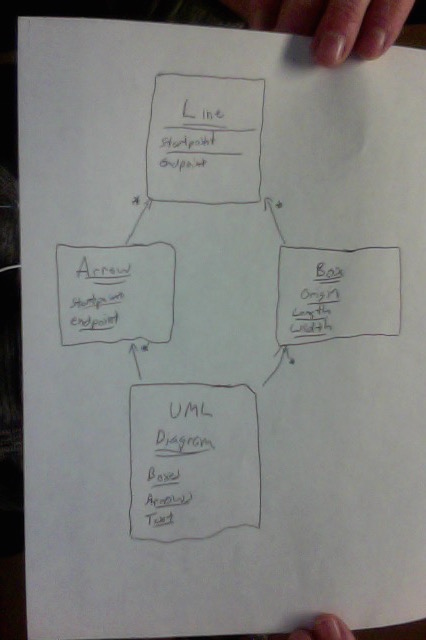 Line
Startpoint
Endpoint
*
*
Arrow
Startpoint
Endpoint
Box
Origin
Length
Width
*
*
UML
Diagram
Boxes
Arrows
Text